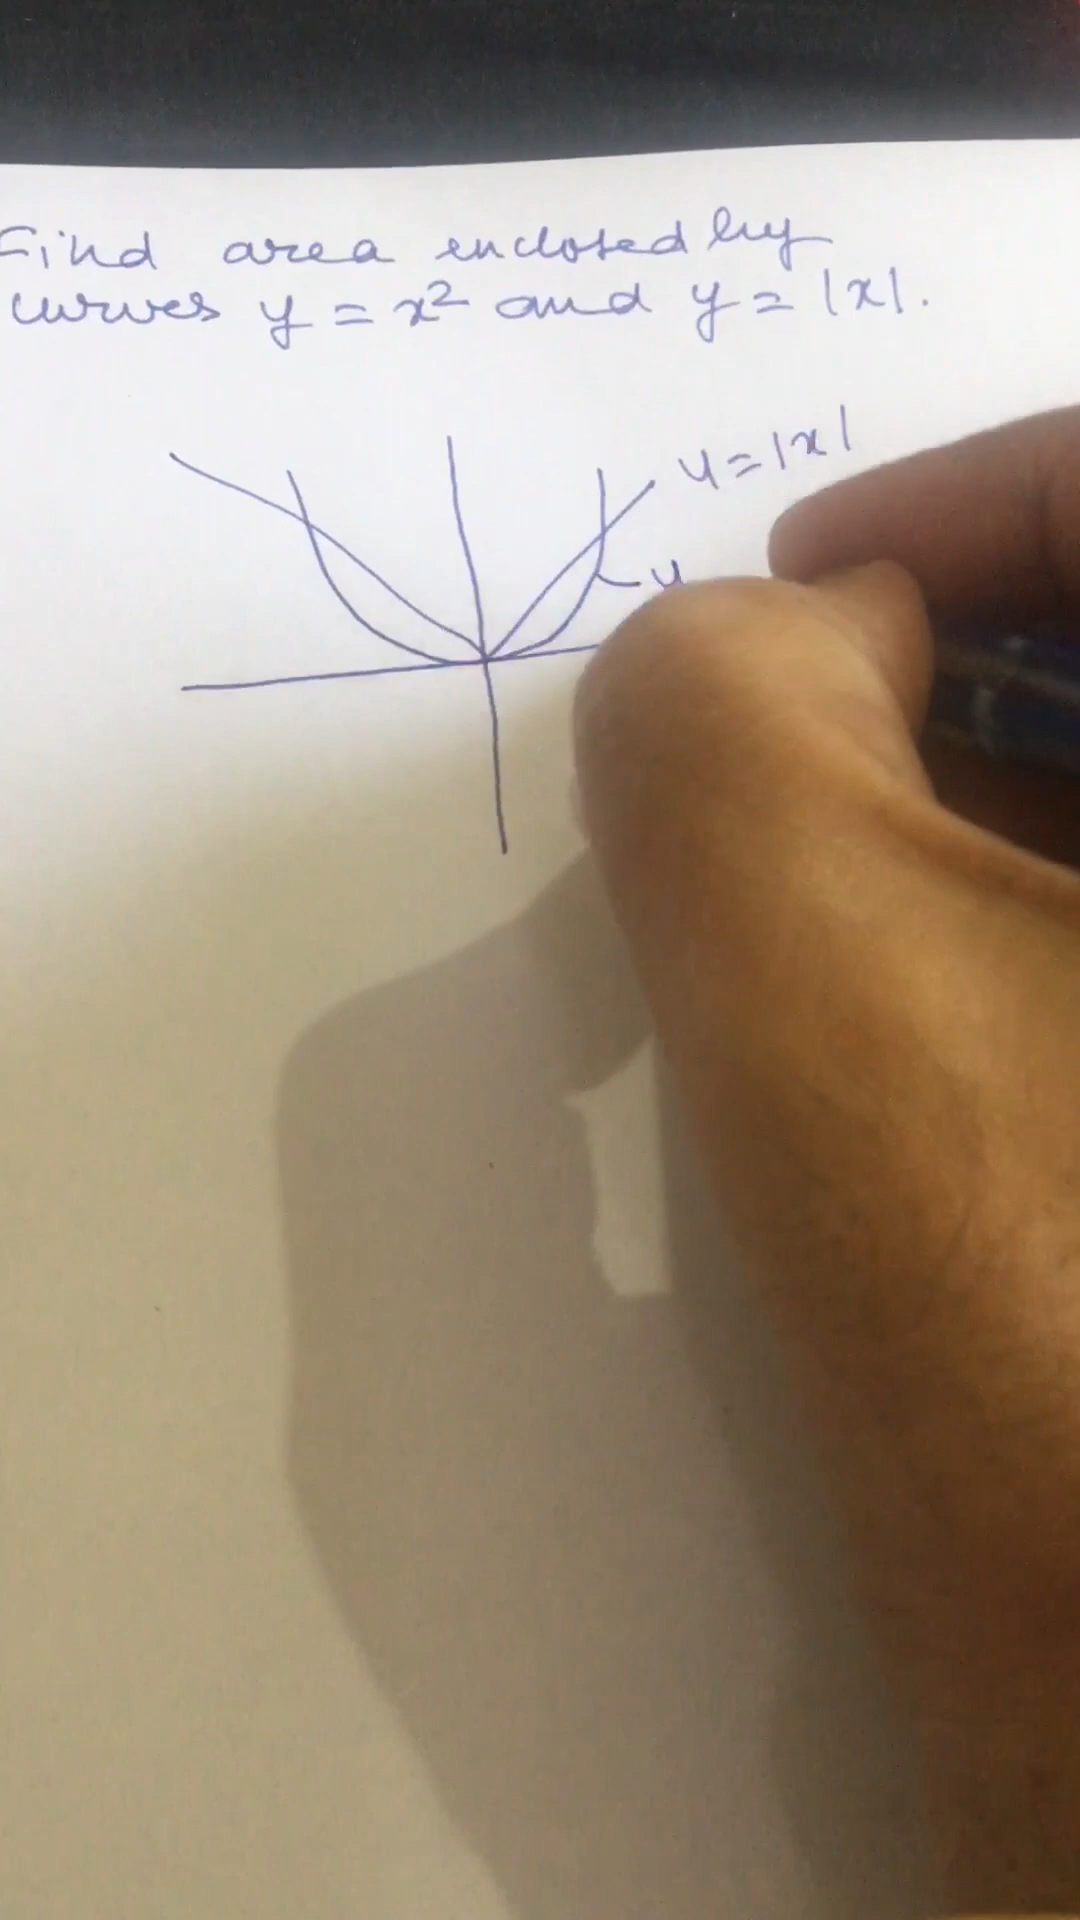 Find area enclosed by
curves y = x² and y = |x|.
y = |x|
y